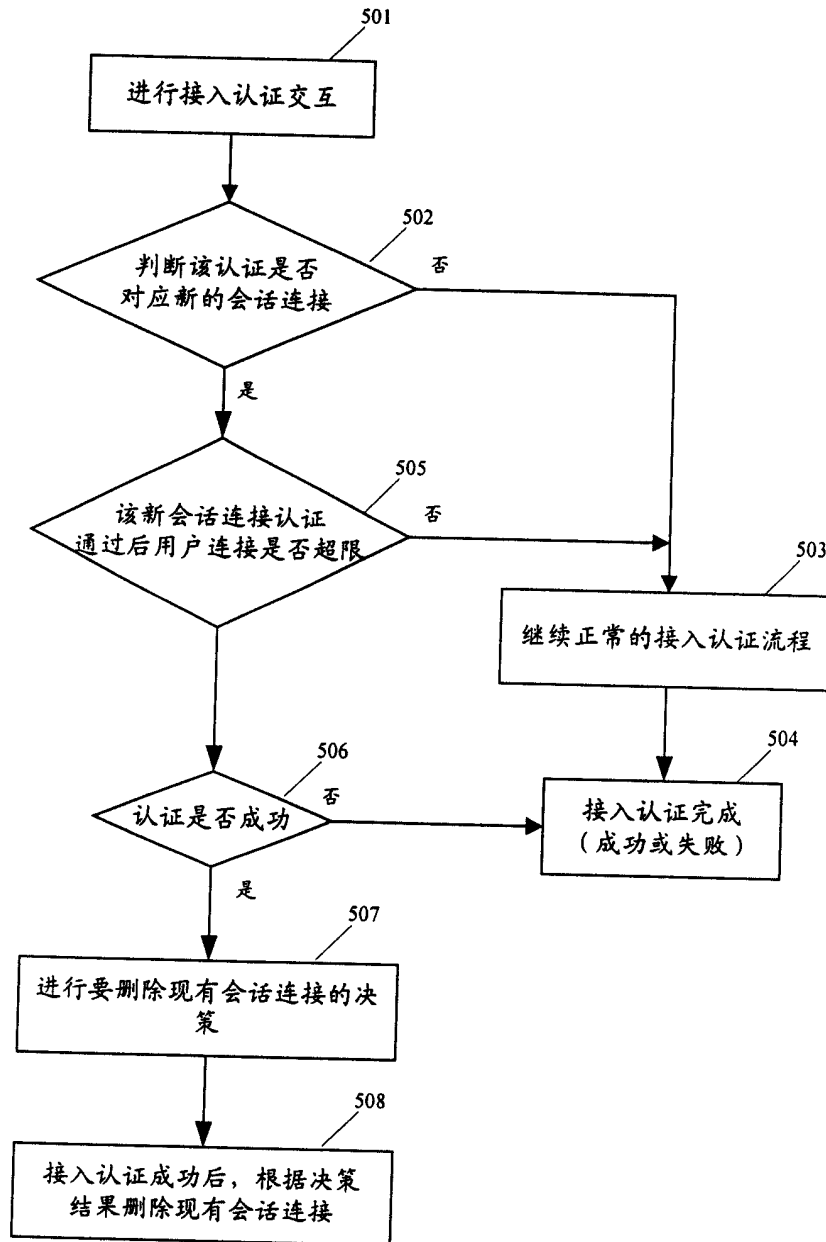 501
进行接入认证交互
502
判断该认证是否
对应新的会话连接
否
是
505
该新会话连接认证
通过后用户连接是否超限
否
503
继续正常的接入认证流程
504
接入认证完成
（成功或失败）
506
认证是否成功
否
是
507
进行要删除现有会话连接的决
策
508
接入认证成功后，根据决策
结果删除现有会话连接